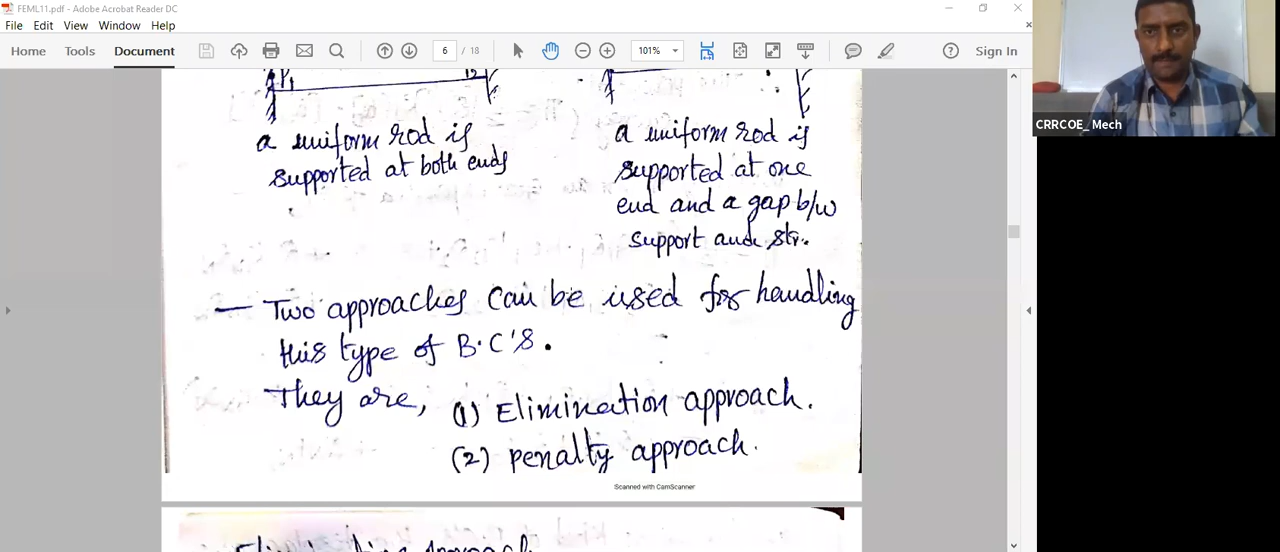 FEML11.pdf - Adobe Acrobat Reader DC
File Edit View Window Help
Home Tools Document 6 / 18 101% Sign In
P1
a uniform rod is
supported at both ends
a uniform rod is
supported at one
end and a gap b/w
support and str.
— Two approaches can be used for handling
this type of B.C's.
They are, (1) Elimination approach.
(2) penalty approach.
Scanned with CamScanner
Elimination Approach
CRRCOE_ Mech